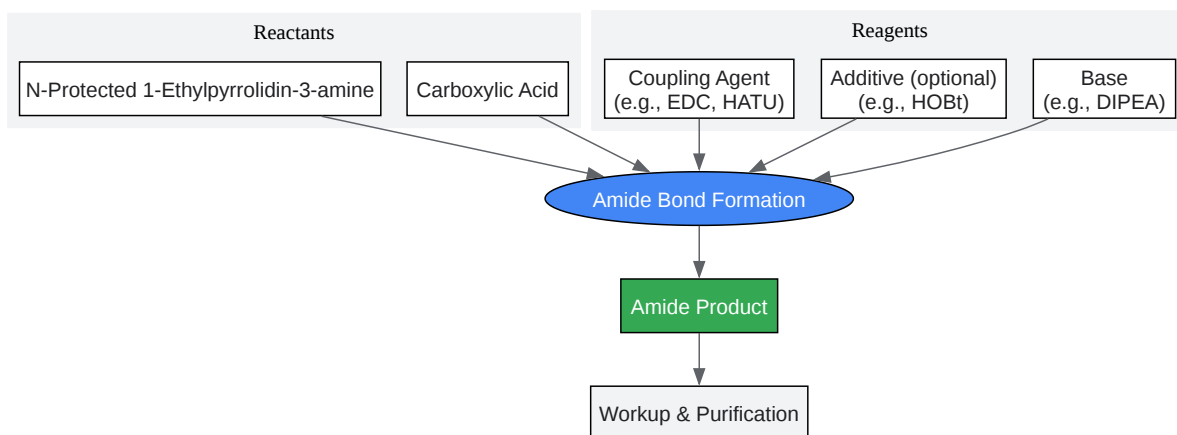 Reactants
Reagents
N-Protected 1-Ethylpyrrolidin-3-amine
Carboxylic Acid
Coupling Agent
(e.g., EDC, HATU)
Additive (optional)
(e.g., HOBt)
Base
(e.g., DIPEA)
Amide Bond Formation
Amide Product
Workup & Purification